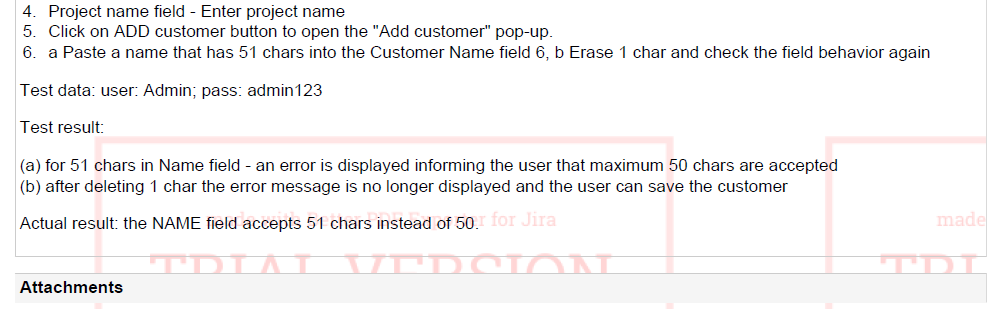 4. Project name field - Enter project name
5. Click on ADD customer button to open the "Add customer" pop-up.
6. a Paste a name that has 51 chars into the Customer Name field 6, b Erase 1 char and check the field behavior again
Test data: user: Admin; pass: admin123
Test result:
(a) for 51 chars in Name field - an error is displayed informing the user that maximum 50 chars are accepted
(b) after deleting 1 char the error message is no longer displayed and the user can save the customer
Actual result: the NAME field accepts 51 chars instead of 50.
made with Better PDF Exporter for Jira
made
TRIAL VERSION
TRI
Attachments